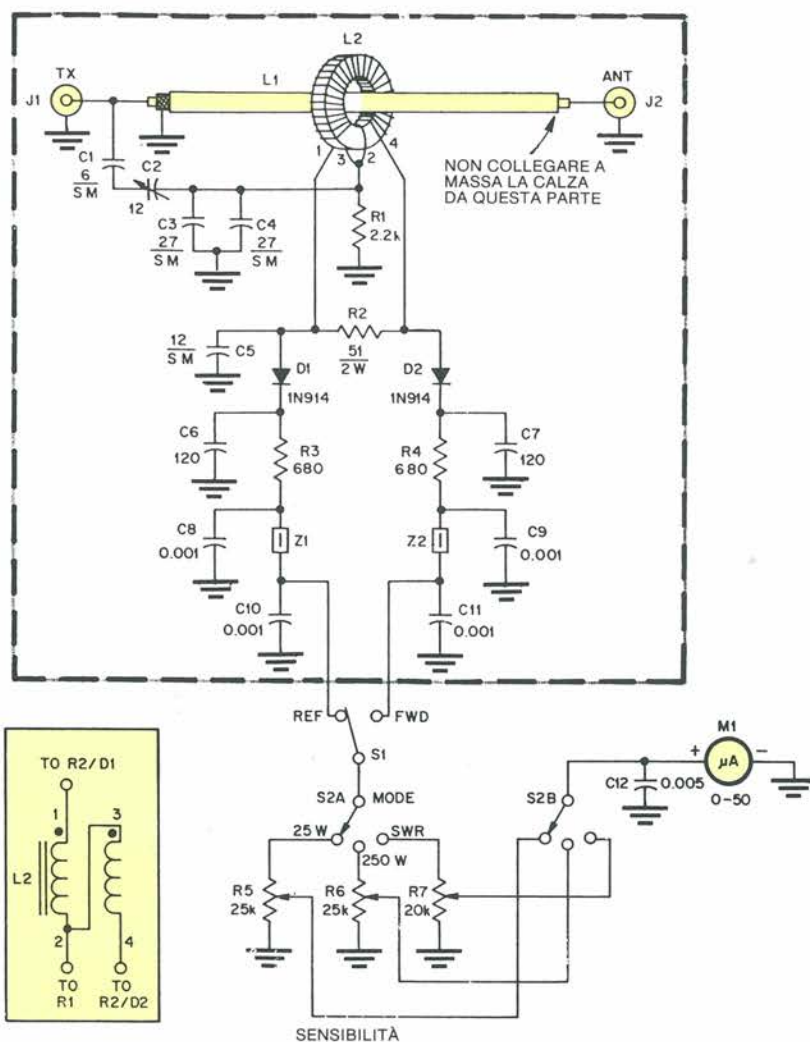 L2
TX
ANT
J1
L1
J2
1
3
2
4
C1
6
SM
C2
12
NON COLLEGARE A
MASSA LA CALZA
DA QUESTA PARTE
C3
27
SM
C4
27
SM
R1
2.2k
12
SM
C5
R2
51
2W
D1
1N914
D2
1N914
C6
120
R3
680
R4
680
C7
120
C8
0.001
Z1
Z2
C9
0.001
C10
0.001
C11
0.001
REF
FWD
S1
M1
+
µA
-
0-50
C12
0.005
S2A
MODE
S2B
25W
SWR
250W
R5
25k
R6
25k
R7
20k
TO R2/D1
1
3
L2
2
4
TO
R1
TO
R2/D2
SENSIBILITÀ